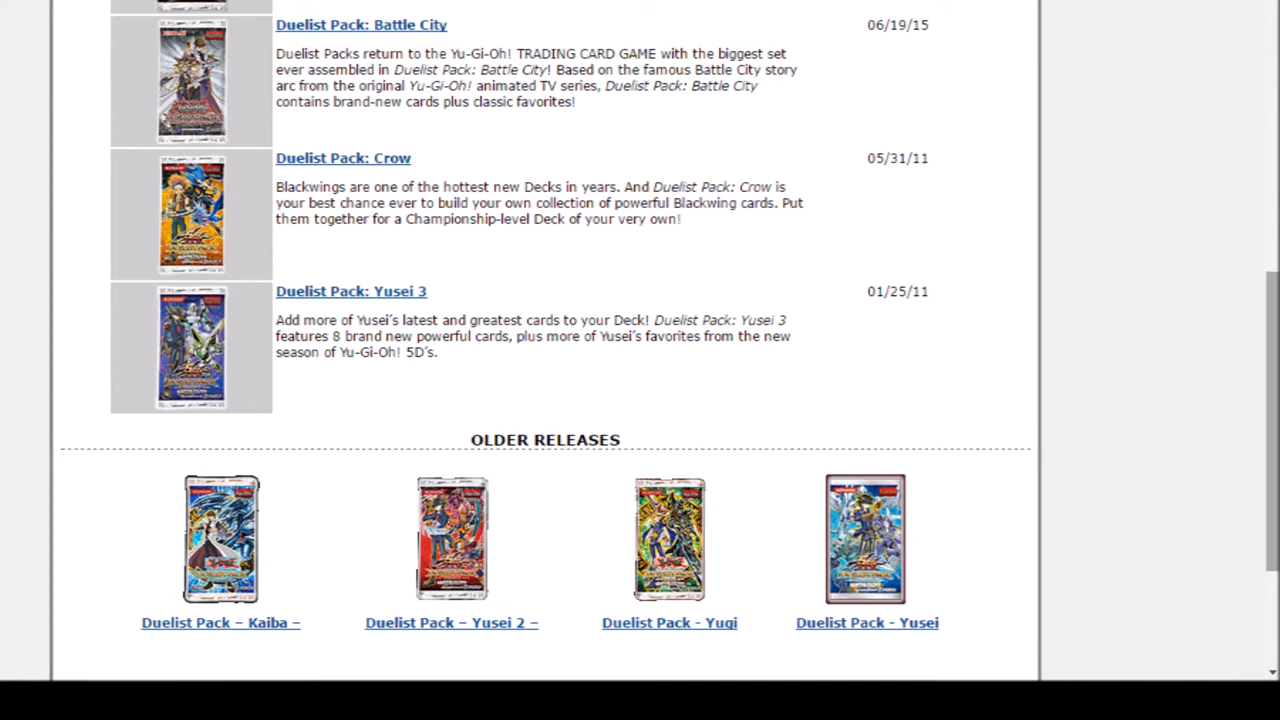 Duelist Pack: Battle City 06/19/15
Duelist Packs return to the Yu-Gi-Oh! TRADING CARD GAME with the biggest set
ever assembled in Duelist Pack: Battle City! Based on the famous Battle City story
arc from the original Yu-Gi-Oh! animated TV series, Duelist Pack: Battle City
contains brand-new cards plus classic favorites!
Duelist Pack: Crow 05/31/11
Blackwings are one of the hottest new Decks in years. And Duelist Pack: Crow is
your best chance ever to build your own collection of powerful Blackwing cards. Put
them together for a Championship-level Deck of your very own!
Duelist Pack: Yusei 3 01/25/11
Add more of Yusei's latest and greatest cards to your Deck! Duelist Pack: Yusei 3
features 8 brand new powerful cards, plus more of Yusei's favorites from the new
season of Yu-Gi-Oh! 5D's.
OLDER RELEASES
Duelist Pack – Kaiba – Duelist Pack – Yusei 2 – Duelist Pack - Yugi Duelist Pack - Yusei